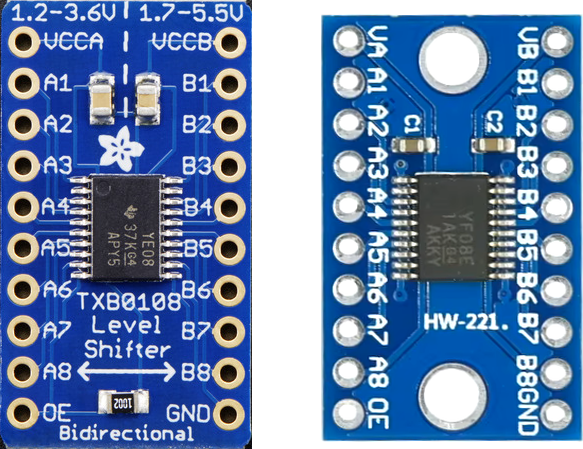 1.2-3.6V 1.7-5.5V
VCCA VCCB
A1 B1
A2 B2
A3 B3
A4 B4
A5 B5
A6 B6
A7 B7
A8 B8
OE GND
YE08
37KG4
APY5
TXB0108
Level
Shifter
1002
Bidirectional
VA VB
A1 B1
A2 B2
A3 B3
A4 B4
A5 B5
A6 B6
A7 B7
A8 B8
OE GND
C1 C2
YF08E
1AKG4
AKKY
HW-221.